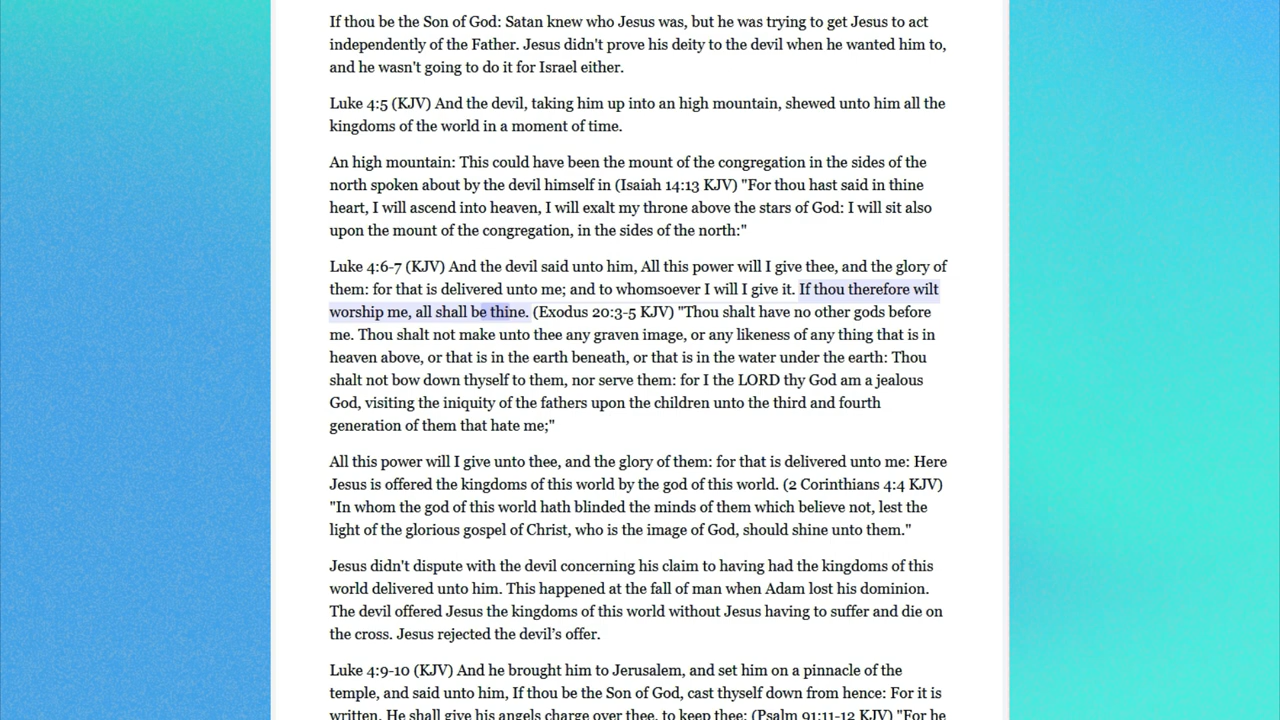 If thou be the Son of God: Satan knew who Jesus was, but he was trying to get Jesus to act
independently of the Father. Jesus didn't prove his deity to the devil when he wanted him to,
and he wasn't going to do it for Israel either.
Luke 4:5 (KJV) And the devil, taking him up into an high mountain, shewed unto him all the
kingdoms of the world in a moment of time.
An high mountain: This could have been the mount of the congregation in the sides of the
north spoken about by the devil himself in (Isaiah 14:13 KJV) "For thou hast said in thine
heart, I will ascend into heaven, I will exalt my throne above the stars of God: I will sit also
upon the mount of the congregation, in the sides of the north:"
Luke 4:6-7 (KJV) And the devil said unto him, All this power will I give thee, and the glory of
them: for that is delivered unto me; and to whomsoever I will I give it. If thou therefore wilt
worship me, all shall be thine. (Exodus 20:3-5 KJV) "Thou shalt have no other gods before
me. Thou shalt not make unto thee any graven image, or any likeness of any thing that is in
heaven above, or that is in the earth beneath, or that is in the water under the earth: Thou
shalt not bow down thyself to them, nor serve them: for I the LORD thy God am a jealous
God, visiting the iniquity of the fathers upon the children unto the third and fourth
generation of them that hate me;"
All this power will I give unto thee, and the glory of them: for that is delivered unto me: Here
Jesus is offered the kingdoms of this world by the god of this world. (2 Corinthians 4:4 KJV)
"In whom the god of this world hath blinded the minds of them which believe not, lest the
light of the glorious gospel of Christ, who is the image of God, should shine unto them."
Jesus didn't dispute with the devil concerning his claim to having had the kingdoms of this
world delivered unto him. This happened at the fall of man when Adam lost his dominion.
The devil offered Jesus the kingdoms of this world without Jesus having to suffer and die on
the cross. Jesus rejected the devil’s offer.
Luke 4:9-10 (KJV) And he brought him to Jerusalem, and set him on a pinnacle of the
temple, and said unto him, If thou be the Son of God, cast thyself down from hence: For it is
written, He shall give his angels charge over thee, to keep thee: (Psalm 91:11-12 KJV) "For he